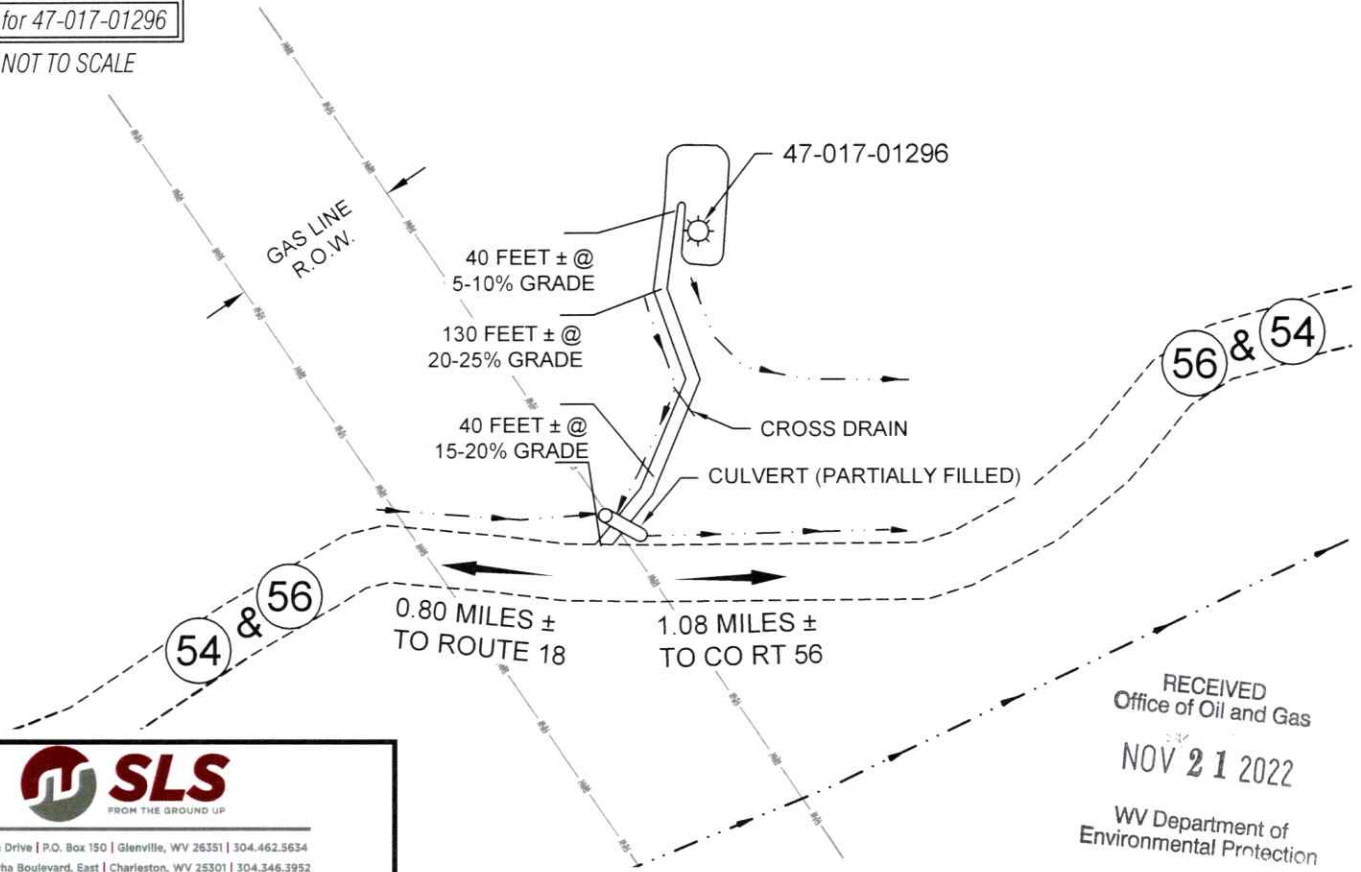 for 47-017-01296
NOT TO SCALE
47-017-01296
GAS LINE
R.O.W.
40 FEET ± @
5-10% GRADE
130 FEET ± @
20-25% GRADE
40 FEET ± @
15-20% GRADE
CROSS DRAIN
CULVERT (PARTIALLY FILLED)
56 & 54
54 & 56
0.80 MILES ±
TO ROUTE 18
1.08 MILES ±
TO CO RT 56
RECEIVED
Office of Oil and Gas
NOV 21 2022
WV Department of
Environmental Protection
SLS
FROM THE GROUND UP
Drive | P.O. Box 150 | Glenville, WV 26351 | 304.462.5634
Boulevard, East | Charleston, WV 25301 | 304.346.3952